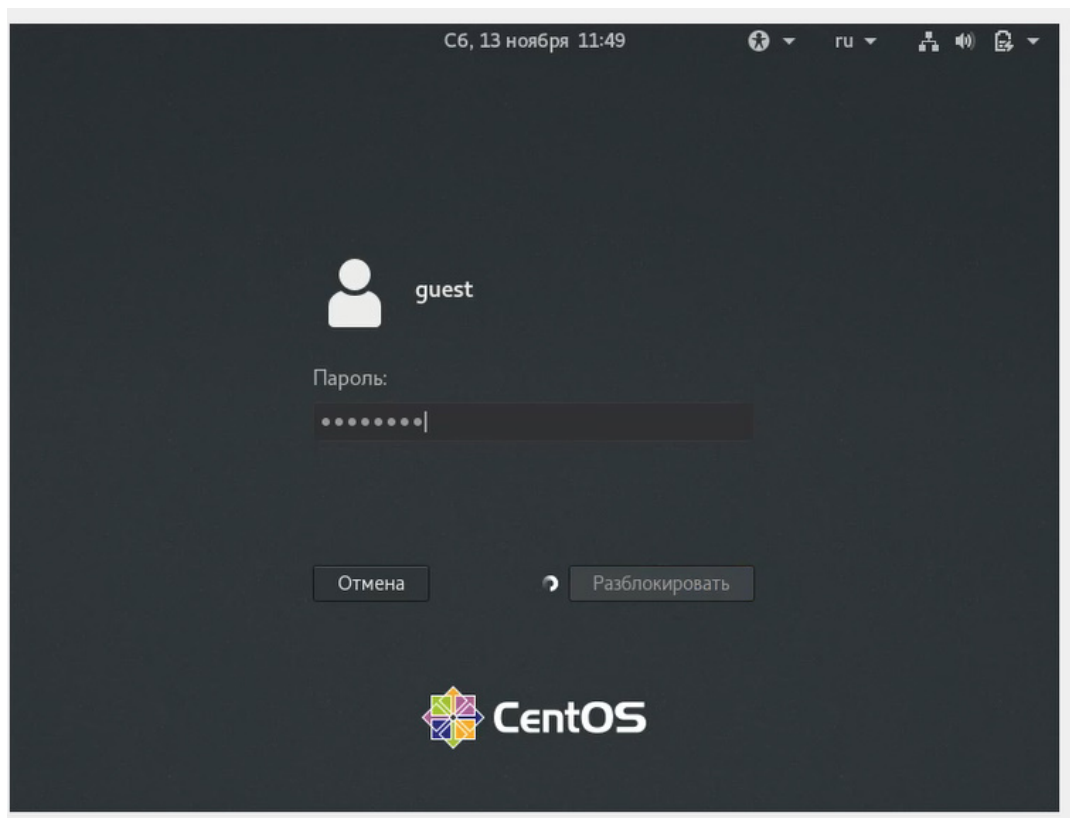 Сб, 13 ноября 11:49 ru
guest
Пароль:
Отмена Разблокировать
CentOS